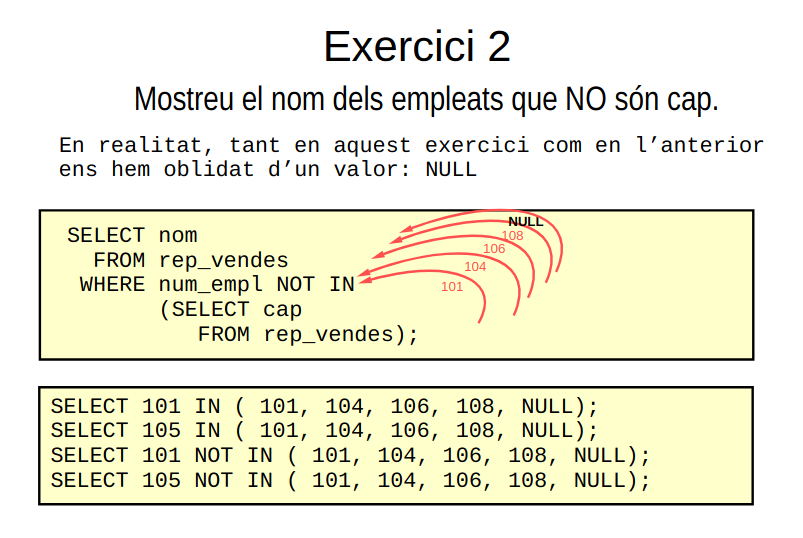 Exercici 2
Mostreu el nom dels empleats que NO són cap.
En realitat, tant en aquest exercici com en l’anterior
ens hem oblidat d’un valor: NULL
NULL
108
106
104
101
SELECT nom
FROM rep_vendes
WHERE num_empl NOT IN
(SELECT cap
FROM rep_vendes);
SELECT 101 IN ( 101, 104, 106, 108, NULL);
SELECT 105 IN ( 101, 104, 106, 108, NULL);
SELECT 101 NOT IN ( 101, 104, 106, 108, NULL);
SELECT 105 NOT IN ( 101, 104, 106, 108, NULL);